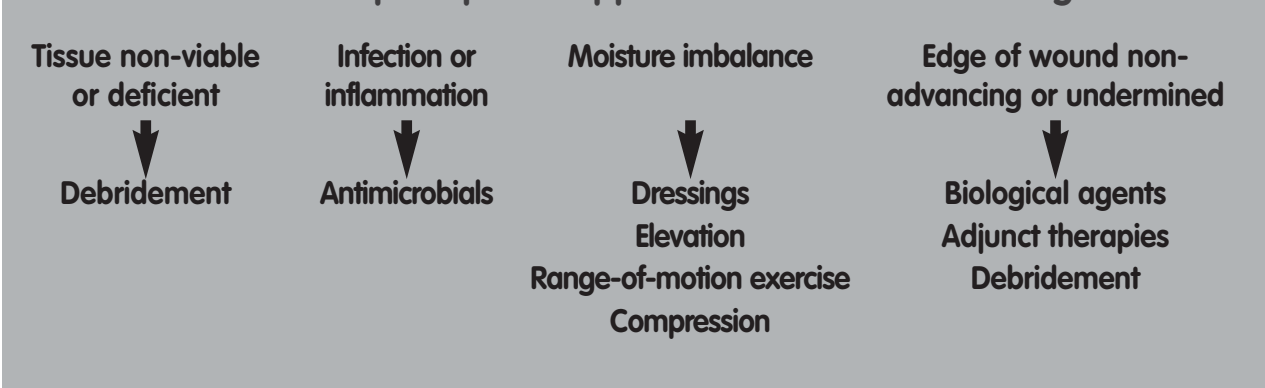 Tissue non-viable
or deficient
Debridement
Infection or
inflammation
Antimicrobials
Moisture imbalance
Dressings
Elevation
Range-of-motion exercise
Compression
Edge of wound non-
advancing or undermined
Biological agents
Adjunct therapies
Debridement